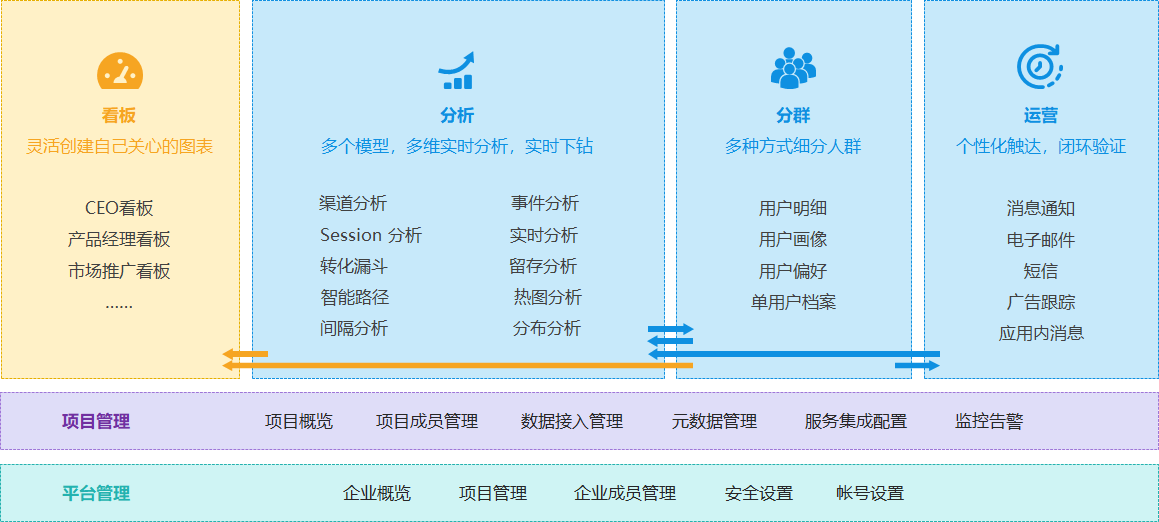 看板
灵活创建自己关心的图表
CEO看板
产品经理看板
市场推广看板
......
分析
多个模型，多维实时分析，实时下钻
渠道分析 事件分析
Session 分析 实时分析
转化漏斗 留存分析
智能路径 热图分析
间隔分析 分布分析
分群
多种方式细分人群
用户明细
用户画像
用户偏好
单用户档案
运营
个性化触达，闭环验证
消息通知
电子邮件
短信
广告跟踪
应用内消息
项目管理 项目概览 项目成员管理 数据接入管理 元数据管理 服务集成配置 监控告警
平台管理 企业概览 项目管理 企业成员管理 安全设置 帐号设置